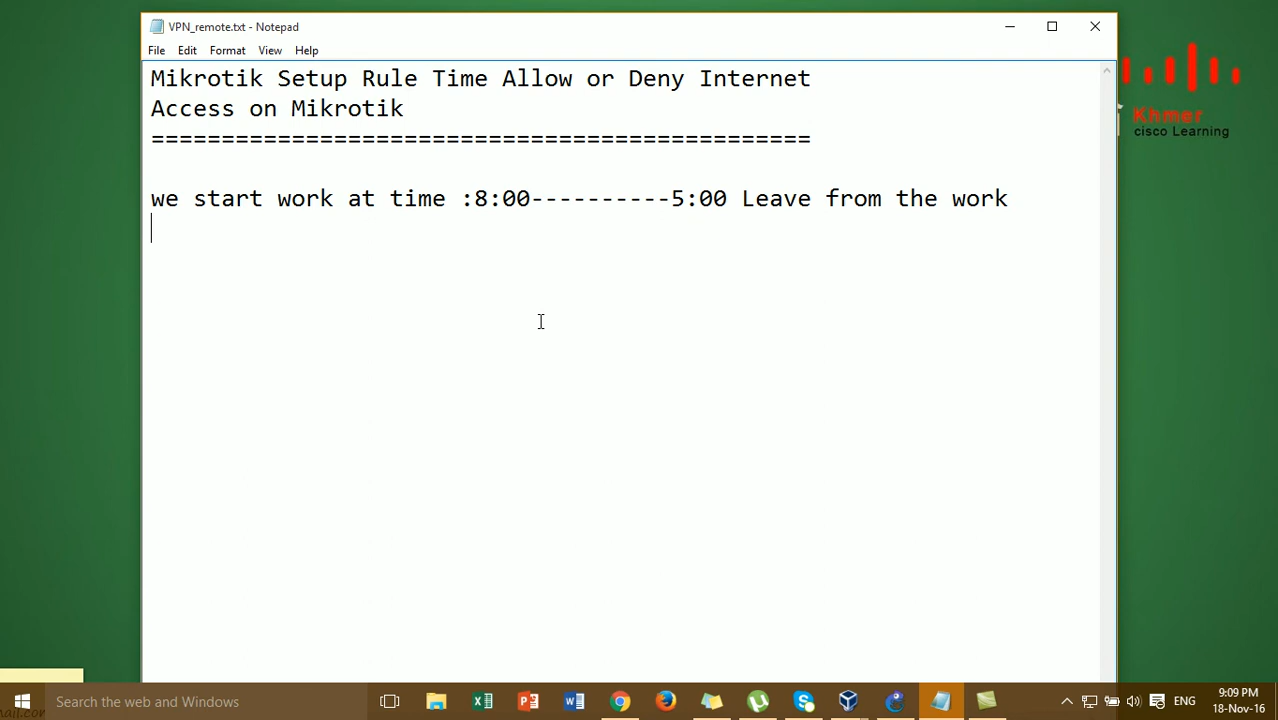 VPN_remote.txt - Notepad
File Edit Format View Help
Mikrotik Setup Rule Time Allow or Deny Internet
Access on Mikrotik
===============================================
we start work at time :8:00----------5:00 Leave from the work
Khmer
cisco Learning
Search the web and Windows
ENG
9:09 PM
18-Nov-16